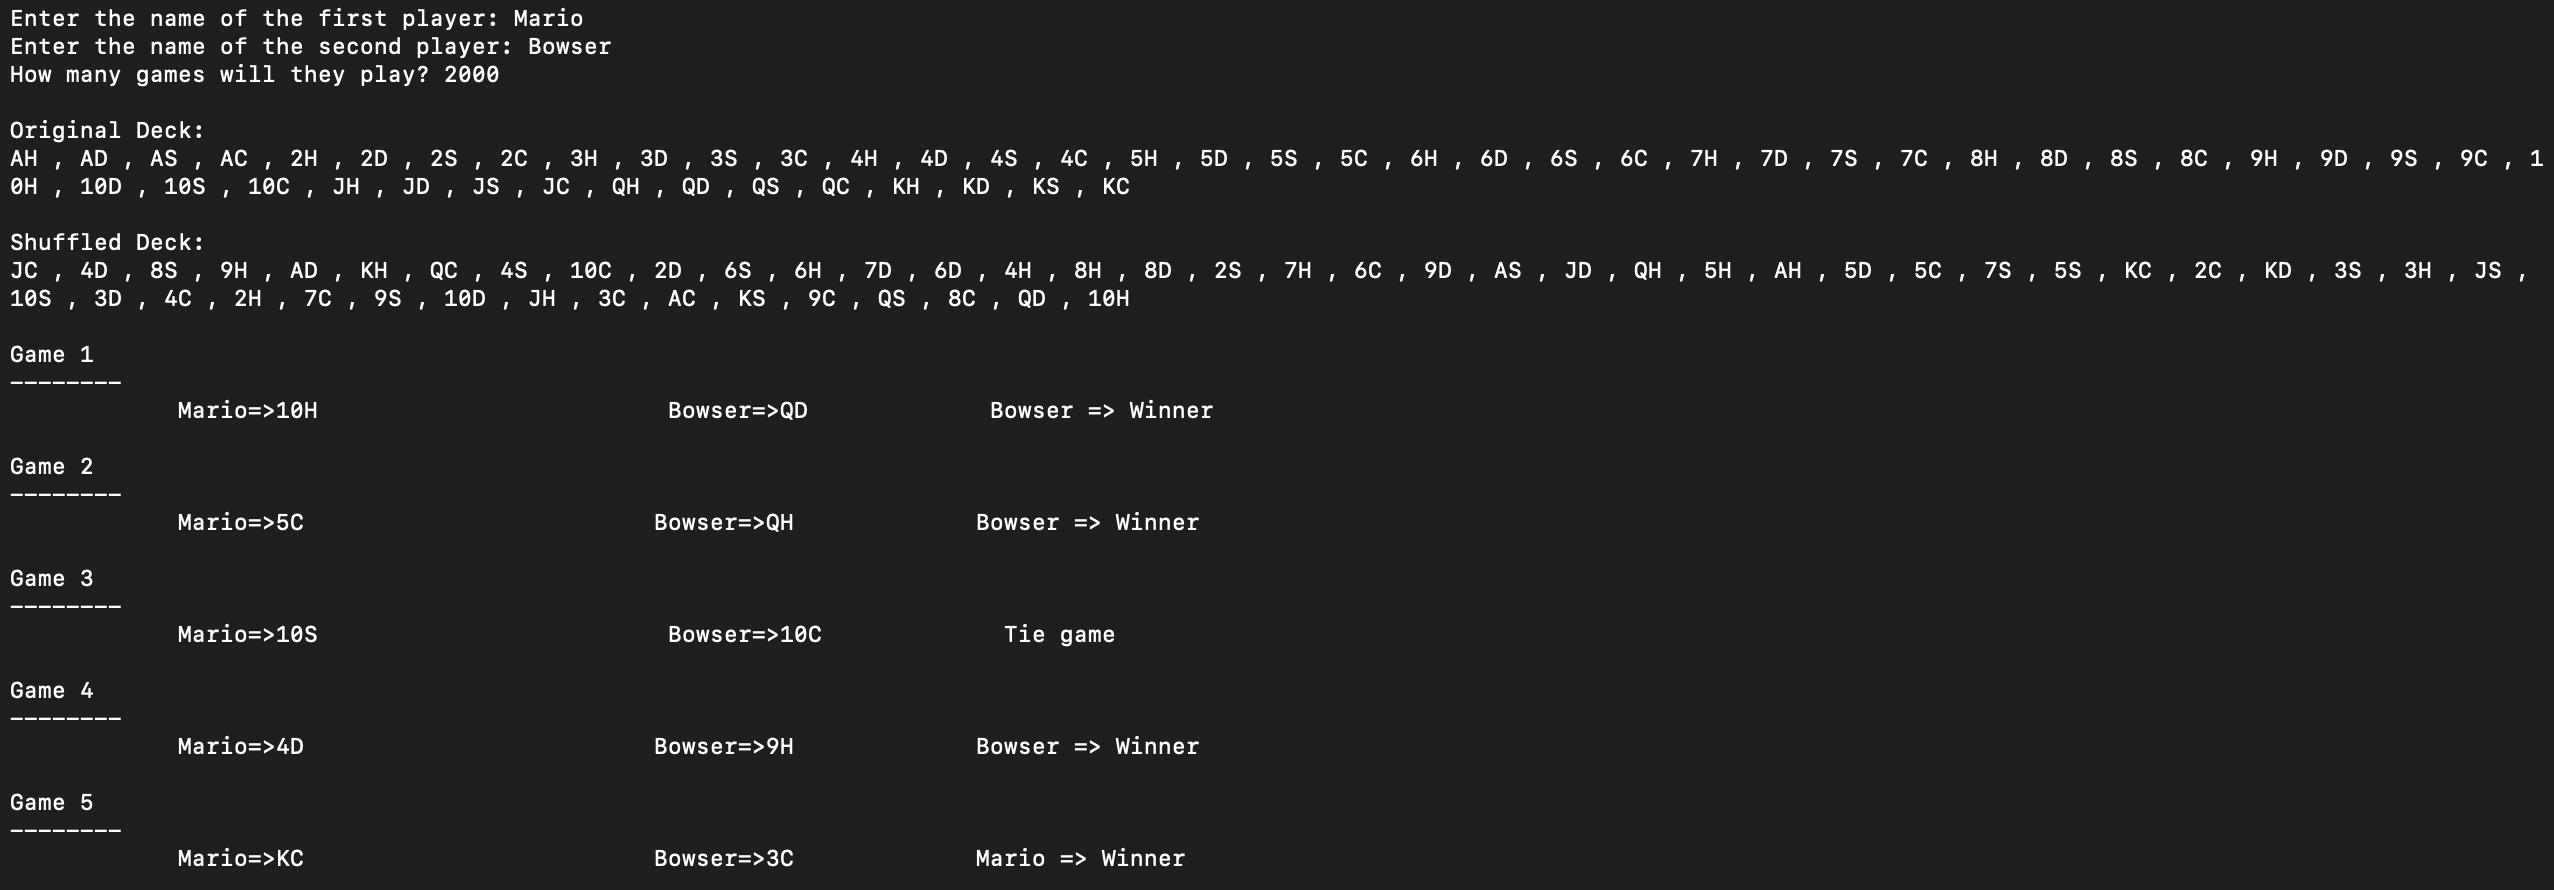 Enter the name of the first player: Mario
Enter the name of the second player: Bowser
How many games will they play? 2000
Original Deck:
AH , AD , AS , AC , 2H , 2D , 2S , 2C , 3H , 3D , 3S , 3C , 4H , 4D , 4S , 4C , 5H , 5D , 5S , 5C , 6H , 6D , 6S , 6C , 7H , 7D , 7S , 7C , 8H , 8D , 8S , 8C , 9H , 9D , 9S , 9C , 1
0H , 10D , 10S , 10C , JH , JD , JS , JC , QH , QD , QS , QC , KH , KD , KS , KC
Shuffled Deck:
JC , 4D , 8S , 9H , AD , KH , QC , 4S , 10C , 2D , 6S , 6H , 7D , 6D , 4H , 8H , 8D , 2S , 7H , 6C , 9D , AS , JD , QH , 5H , AH , 5D , 5C , 7S , 5S , KC , 2C , KD , 3S , 3H , JS ,
10S , 3D , 4C , 2H , 7C , 9S , 10D , JH , 3C , AC , KS , 9C , QS , 8C , QD , 10H
Game 1
--------
Mario=>10H Bowser=>QD Bowser => Winner
Game 2
--------
Mario=>5C Bowser=>QH Bowser => Winner
Game 3
--------
Mario=>10S Bowser=>10C Tie game
Game 4
--------
Mario=>4D Bowser=>9H Bowser => Winner
Game 5
--------
Mario=>KC Bowser=>3C Mario => Winner